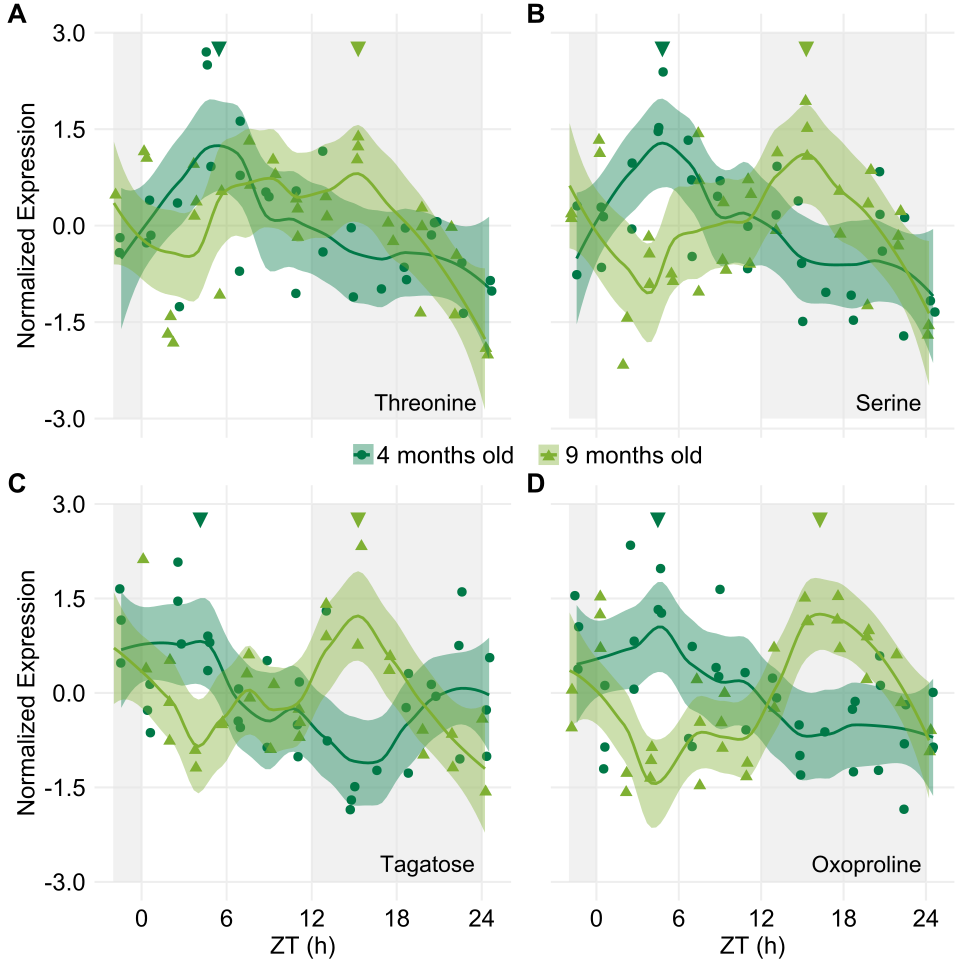 A
B
3.0
1.5
0.0
-1.5
-3.0
Normalized Expression
Threonine
Serine
4 months old
9 months old
C
D
3.0
1.5
0.0
-1.5
-3.0
Normalized Expression
Tagatose
Oxoproline
0 6 12 18 24
0 6 12 18 24
ZT (h)
ZT (h)